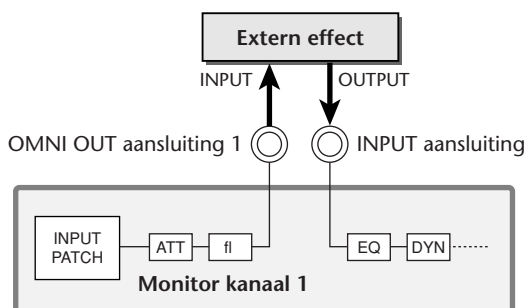 Extern effect
INPUT
OUTPUT
OMNI OUT aansluiting 1
INPUT aansluiting
INPUT
PATCH
ATT
fl
EQ
DYN
Monitor kanaal 1